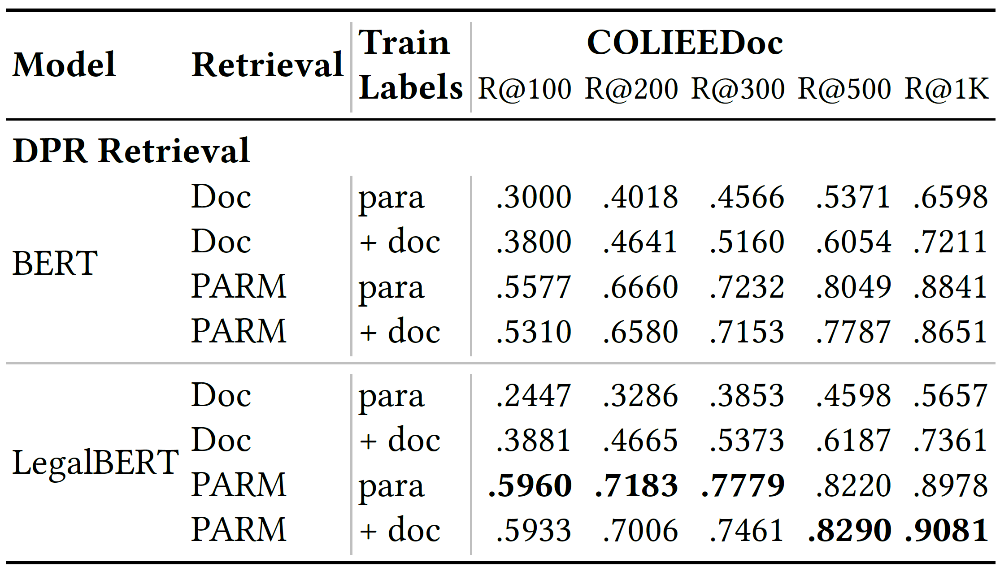 Model Retrieval Train Labels COLIEEDoc
R@100 R@200 R@300 R@500 R@1K
DPR Retrieval
BERT
Doc para .3000 .4018 .4566 .5371 .6598
Doc + doc .3800 .4641 .5160 .6054 .7211
PARM para .5577 .6660 .7232 .8049 .8841
PARM + doc .5310 .6580 .7153 .7787 .8651
LegalBERT
Doc para .2447 .3286 .3853 .4598 .5657
Doc + doc .3881 .4665 .5373 .6187 .7361
PARM para .5960 .7183 .7779 .8220 .8978
PARM + doc .5933 .7006 .7461 .8290 .9081